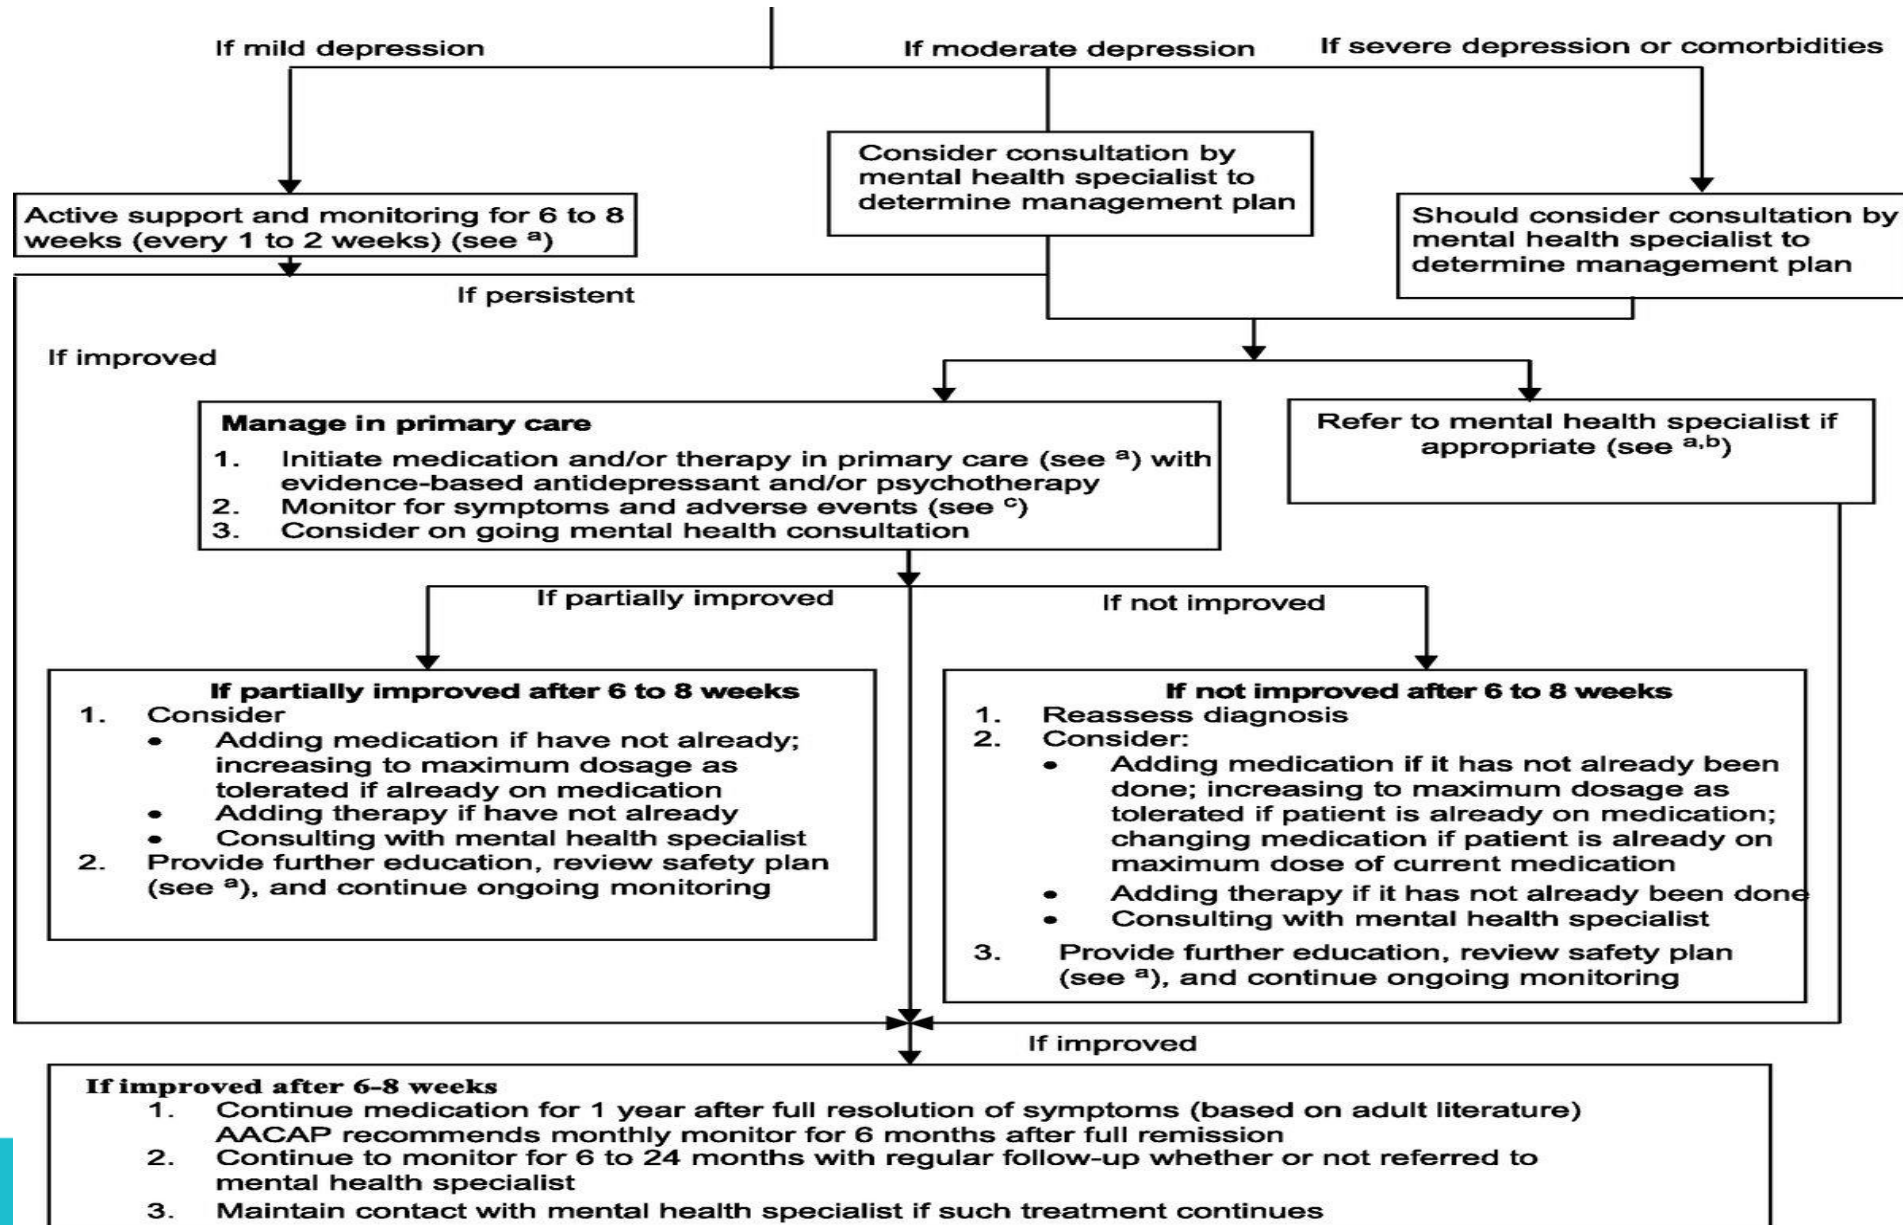 If mild depression
If moderate depression
If severe depression or comorbidities
Consider consultation by
mental health specialist to
determine management plan
Active support and monitoring for 6 to 8
weeks (every 1 to 2 weeks) (see a)
Should consider consultation by
mental health specialist to
determine management plan
If persistent
If improved
Manage in primary care
1. Initiate medication and/or therapy in primary care (see a) with
evidence-based antidepressant and/or psychotherapy
2. Monitor for symptoms and adverse events (see c)
3. Consider on going mental health consultation
Refer to mental health specialist if
appropriate (see a,b)
If partially improved
If not improved
If partially improved after 6 to 8 weeks
1. Consider
• Adding medication if have not already;
increasing to maximum dosage as
tolerated if already on medication
• Adding therapy if have not already
• Consulting with mental health specialist
2. Provide further education, review safety plan
(see a), and continue ongoing monitoring
If not improved after 6 to 8 weeks
1. Reassess diagnosis
2. Consider:
• Adding medication if it has not already been
done; increasing to maximum dosage as
tolerated if patient is already on medication;
changing medication if patient is already on
maximum dose of current medication
• Adding therapy if it has not already been done
• Consulting with mental health specialist
3. Provide further education, review safety plan
(see a), and continue ongoing monitoring
If improved
If improved after 6-8 weeks
1. Continue medication for 1 year after full resolution of symptoms (based on adult literature)
AACAP recommends monthly monitor for 6 months after full remission
2. Continue to monitor for 6 to 24 months with regular follow-up whether or not referred to
mental health specialist
3. Maintain contact with mental health specialist if such treatment continues